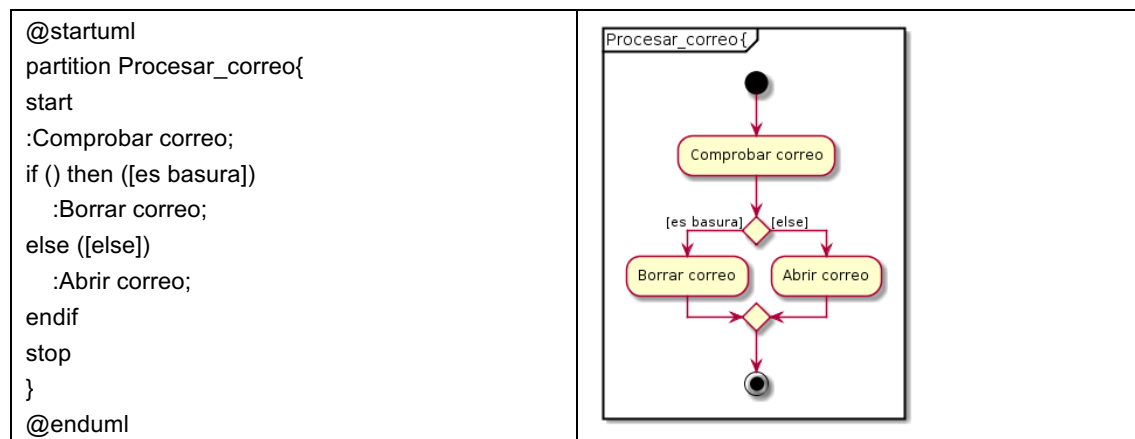 @startuml
partition Procesar_correo{
start
:Comprobar correo;
if () then ([es basura])
:Borrar correo;
else ([else])
:Abrir correo;
endif
stop
}
@enduml
Procesar_correo{
Comprobar correo
[es basura] [else]
Borrar correo Abrir correo